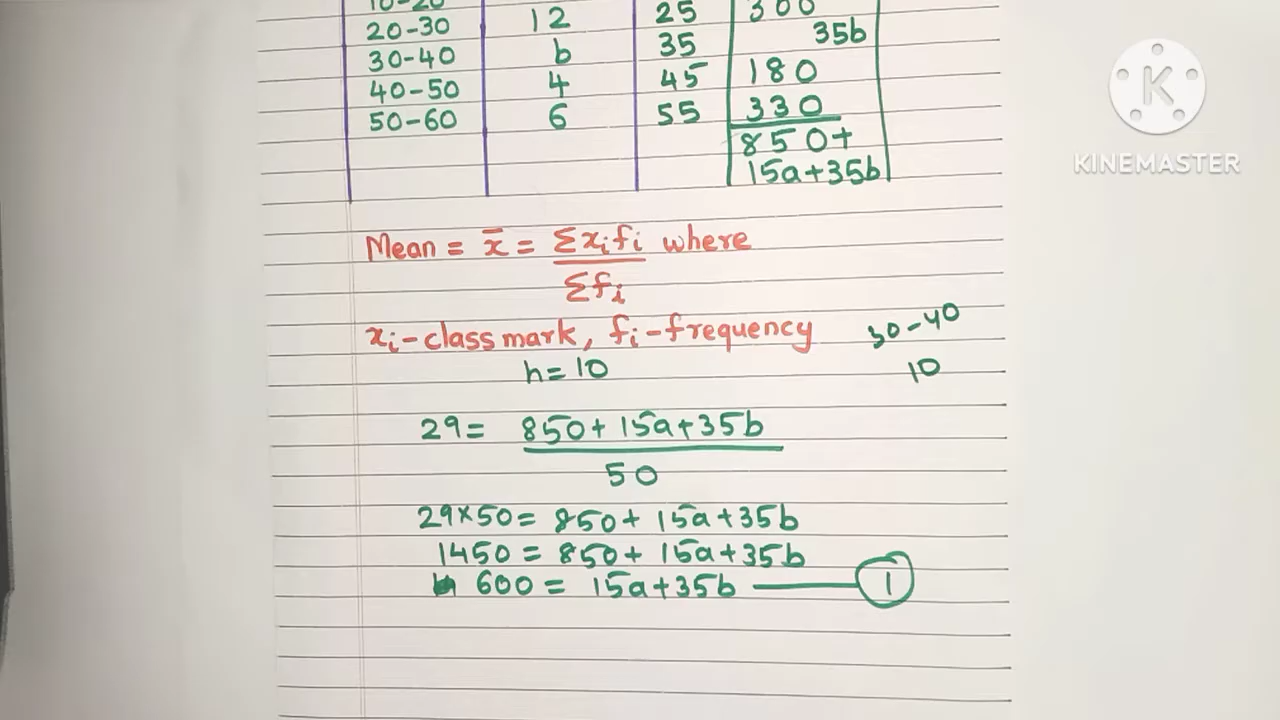 10-20
20-30 12 25 300
30-40 b 35 35b
40-50 4 45 180
50-60 6 55 330
850+
15a+35b
Mean = x̄ = Σxᵢfᵢ where
Σfᵢ
xᵢ-class mark, fᵢ-frequency
h=10
30-40
10
29= 850+ 15a+35b
50
29×50= 850+ 15a+35b
1450 = 850+ 15a+35b
600 = 15a+35b 1
K
KINEMASTER